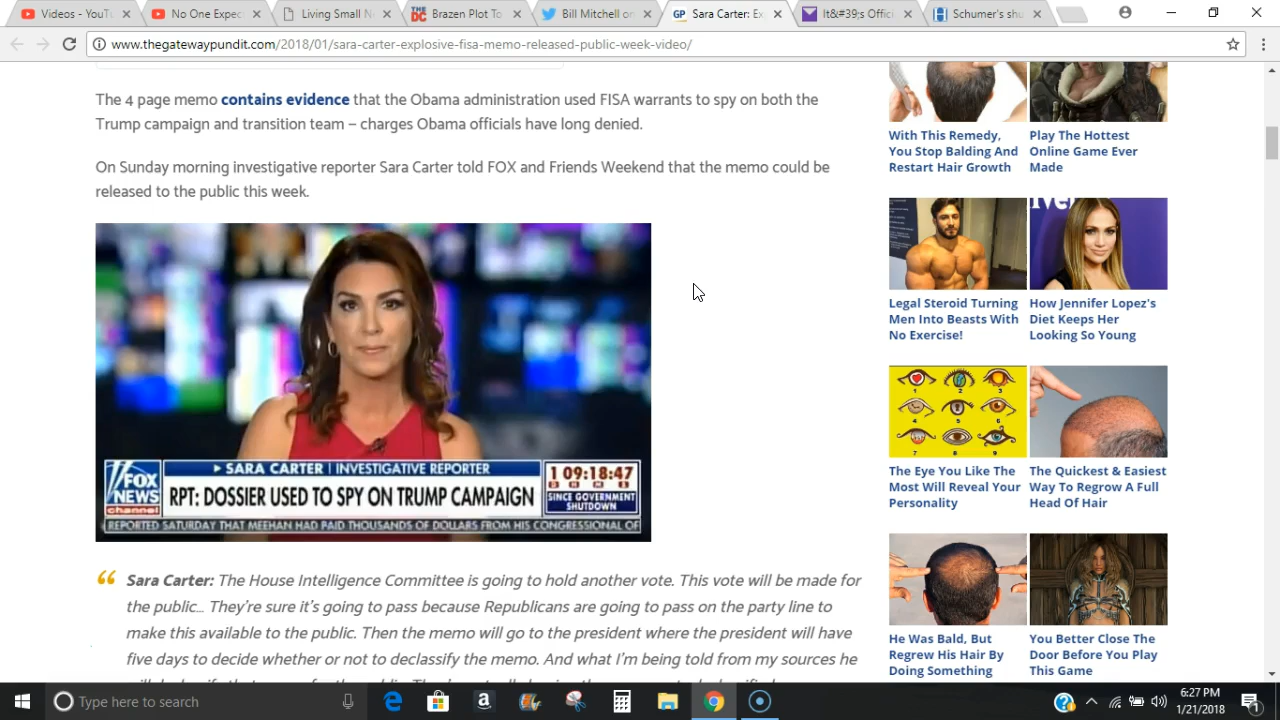 Videos - YouTu
No One Expec
Living Small N
Brazen Plot To
Bill Mitchell on
GP Sara Carter: Ex
It&#39;s Offici
Schumer's shu
www.thegatewaypundit.com/2018/01/sara-carter-explosive-fisa-memo-released-public-week-video/
The 4 page memo contains evidence that the Obama administration used FISA warrants to spy on both the
Trump campaign and transition team – charges Obama officials have long denied.
On Sunday morning investigative reporter Sara Carter told FOX and Friends Weekend that the memo could be
released to the public this week.
▸ SARA CARTER | INVESTIGATIVE REPORTER
FOX
NEWS
channel
RPT: DOSSIER USED TO SPY ON TRUMP CAMPAIGN
1 09:18:47
SINCE GOVERNMENT
SHUTDOWN
REPORTED SATURDAY THAT MEEHAN HAD PAID THOUSANDS OF DOLLARS FROM HIS CONGRESSIONAL OF
“ Sara Carter: The House Intelligence Committee is going to hold another vote. This vote will be made for
the public… They’re sure it’s going to pass because Republicans are going to pass on the party line to
make this available to the public. Then the memo will go to the president where the president will have
five days to decide whether or not to declassify the memo. And what I’m being told from my sources he
With This Remedy,
You Stop Balding And
Restart Hair Growth
Play The Hottest
Online Game Ever
Made
Legal Steroid Turning
Men Into Beasts With
No Exercise!
How Jennifer Lopez's
Diet Keeps Her
Looking So Young
1 2 3
4 5 6
7 8 9
The Eye You Like The
Most Will Reveal Your
Personality
The Quickest & Easiest
Way To Regrow A Full
Head Of Hair
He Was Bald, But
Regrew His Hair By
Doing Something
You Better Close The
Door Before You Play
This Game
Type here to search
6:27 PM
1/21/2018